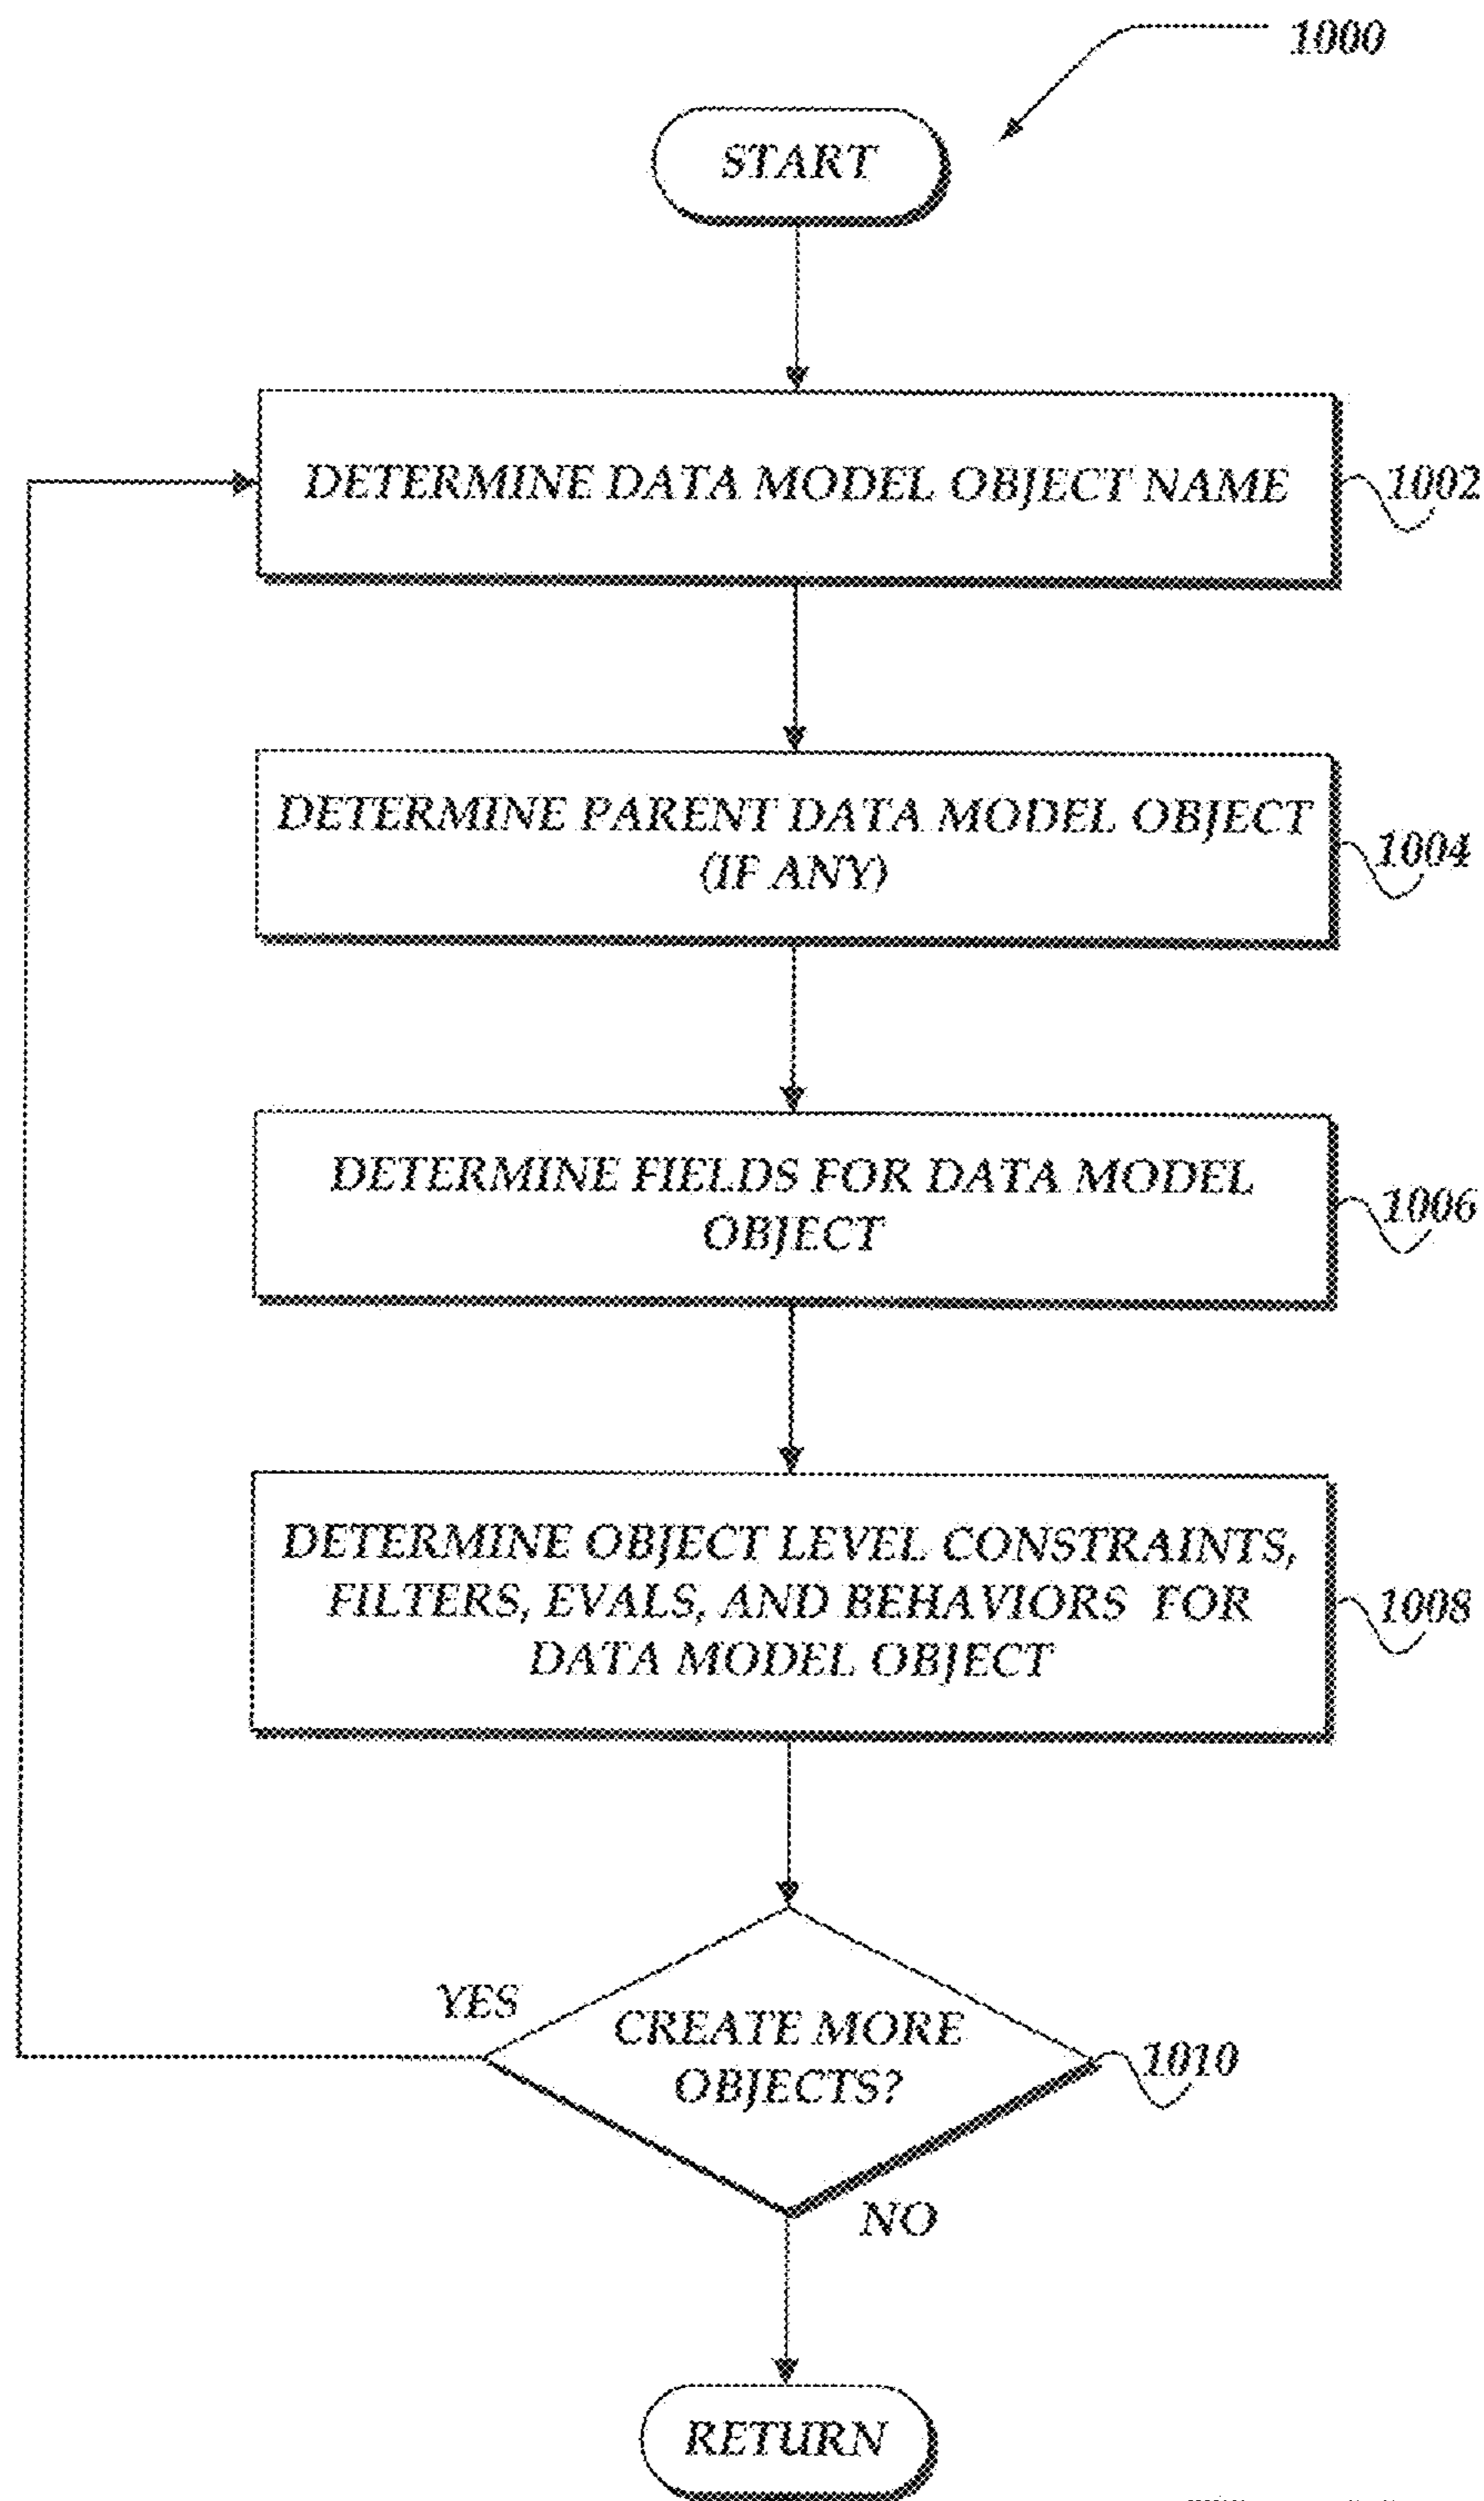 1000
START
DETERMINE DATA MODEL OBJECT NAME
1002
DETERMINE PARENT DATA MODEL OBJECT
(IF ANY)
1004
DETERMINE FIELDS FOR DATA MODEL
OBJECT
1006
DETERMINE OBJECT LEVEL CONSTRAINTS,
FILTERS, EVALS, AND BEHAVIORS FOR
DATA MODEL OBJECT
1008
YES
CREATE MORE
OBJECTS?
1010
NO
RETURN